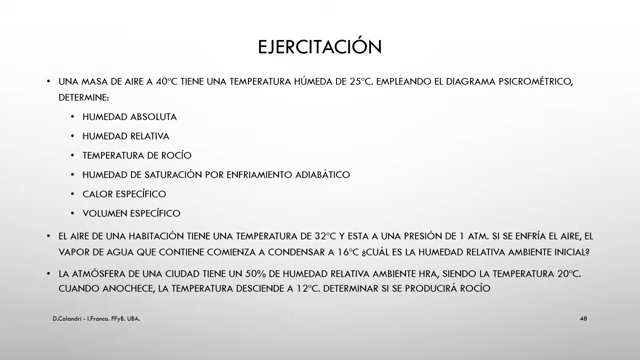 EJERCITACIÓN
• UNA MASA DE AIRE A 40°C TIENE UNA TEMPERATURA HÚMEDA DE 25°C. EMPLEANDO EL DIAGRAMA PSICROMÉTRICO,
DETERMINE:
• HUMEDAD ABSOLUTA
• HUMEDAD RELATIVA
• TEMPERATURA DE ROCÍO
• HUMEDAD DE SATURACIÓN POR ENFRIAMIENTO ADIABÁTICO
• CALOR ESPECÍFICO
• VOLUMEN ESPECÍFICO
• EL AIRE DE UNA HABITACIÓN TIENE UNA TEMPERATURA DE 32°C Y ESTA A UNA PRESIÓN DE 1 ATM. SI SE ENFRÍA EL AIRE, EL
VAPOR DE AGUA QUE CONTIENE COMIENZA A CONDENSAR A 16°C ¿CUÁL ES LA HUMEDAD RELATIVA AMBIENTE INICIAL?
• LA ATMÓSFERA DE UNA CIUDAD TIENE UN 50% DE HUMEDAD RELATIVA AMBIENTE HRA, SIENDO LA TEMPERATURA 20°C.
CUANDO ANOCHECE, LA TEMPERATURA DESCIENDE A 12°C. DETERMINAR SI SE PRODUCIRÁ ROCÍO
D.Calandri - I.Franco. FFyB. UBA.
48